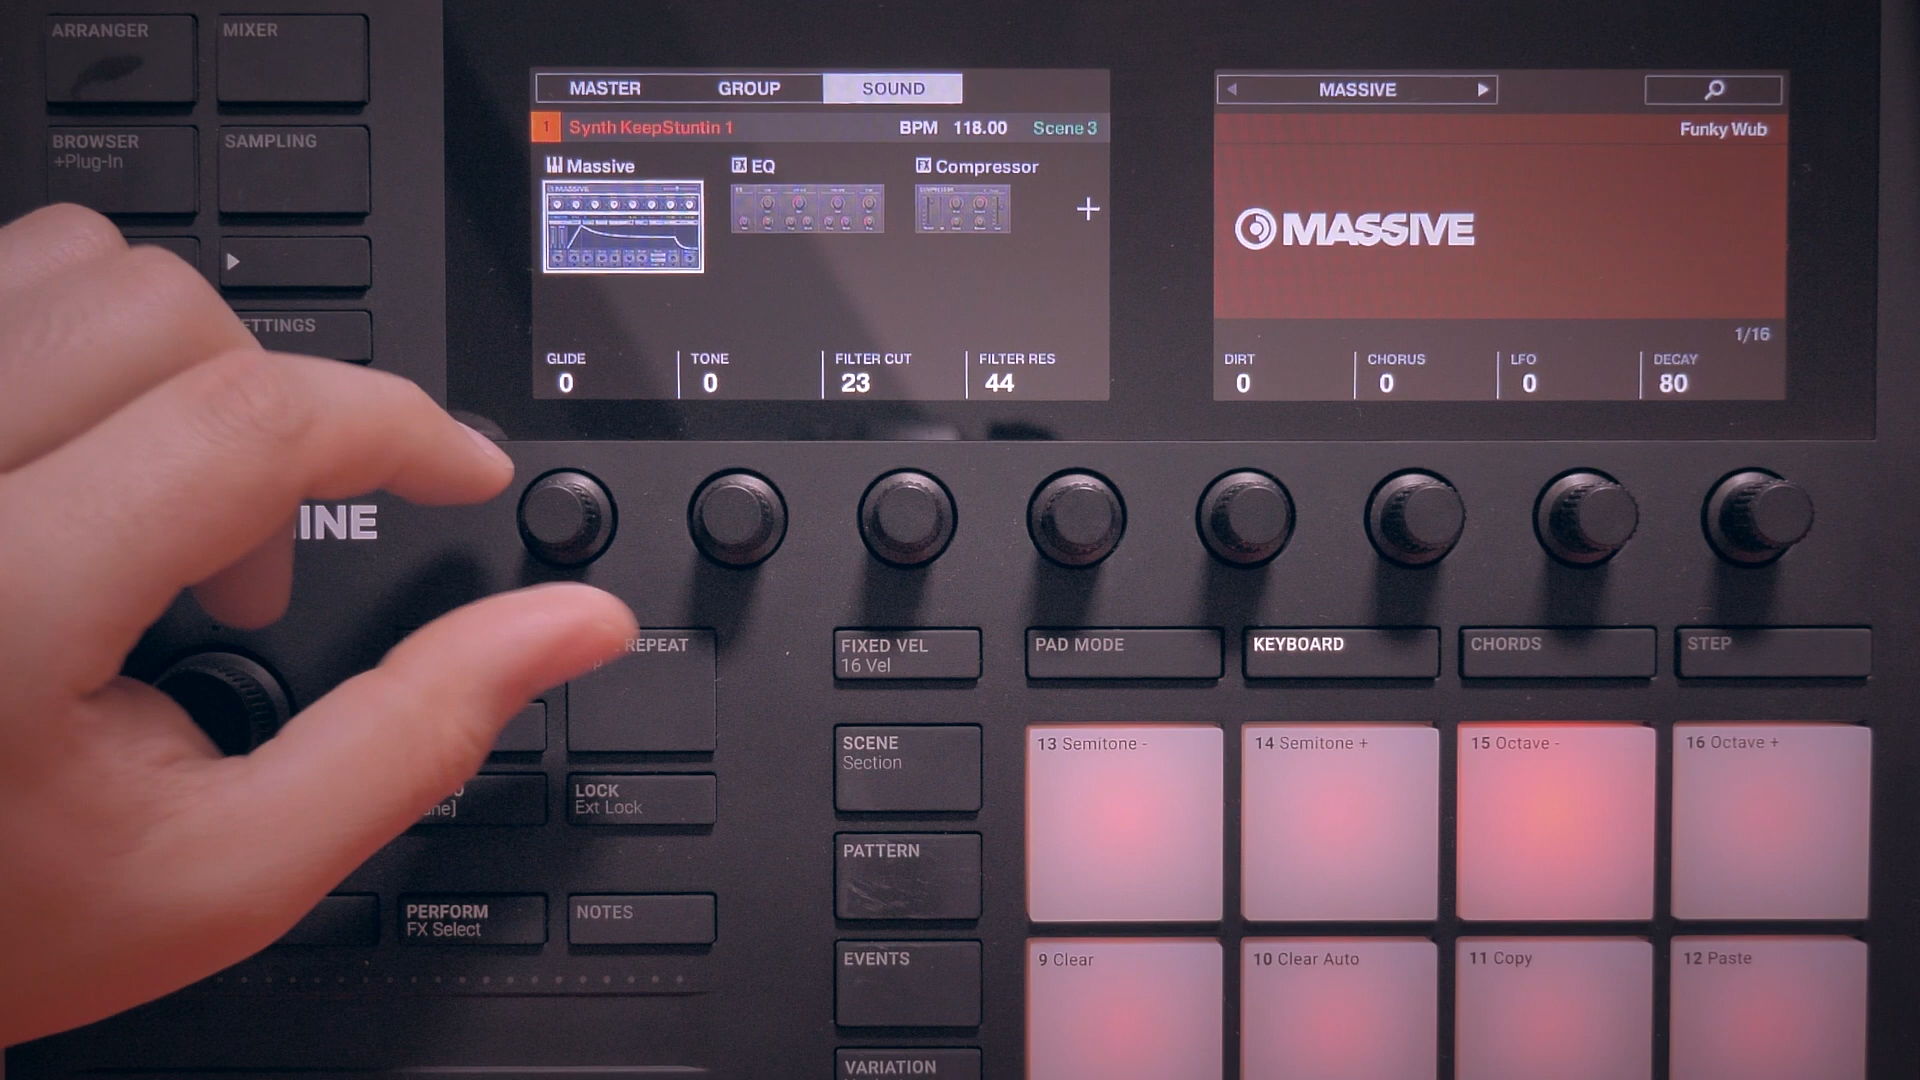 ARRANGER
MIXER
BROWSER
+Plug-In
SAMPLING
ETTINGS
INE
MASTER GROUP SOUND
1 Synth KeepStuntin 1 BPM 118.00 Scene 3
Massive
FX EQ
FX Compressor
MASSIVE
+
GLIDE TONE FILTER CUT FILTER RES
0 0 23 44
MASSIVE
Funky Wub
MASSIVE
1/16
DIRT CHORUS LFO DECAY
0 0 0 80
REPEAT
FIXED VEL
16 Vel
PAD MODE
KEYBOARD
CHORDS
STEP
SCENE
Section
13 Semitone -
14 Semitone +
15 Octave -
16 Octave +
LOCK
Ext Lock
PATTERN
PERFORM
FX Select
NOTES
EVENTS
9 Clear
10 Clear Auto
11 Copy
12 Paste
VARIATION